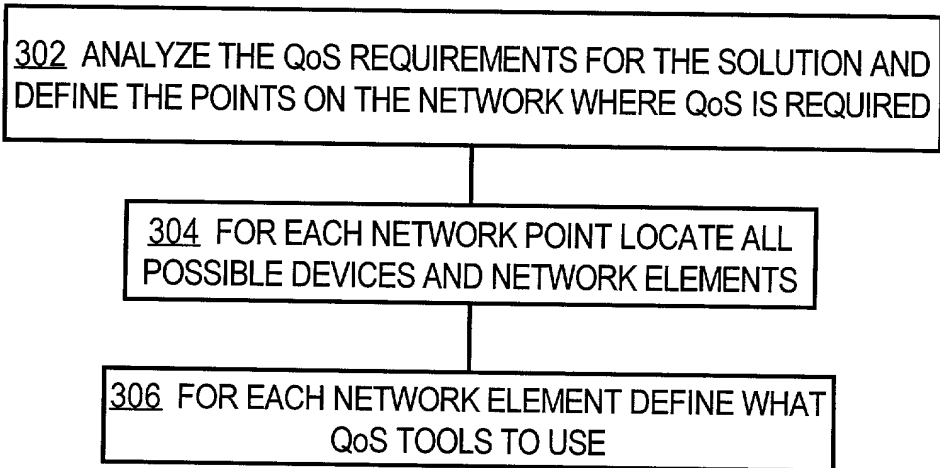 302 ANALYZE THE QoS REQUIREMENTS FOR THE SOLUTION AND
DEFINE THE POINTS ON THE NETWORK WHERE QoS IS REQUIRED
304 FOR EACH NETWORK POINT LOCATE ALL
POSSIBLE DEVICES AND NETWORK ELEMENTS
306 FOR EACH NETWORK ELEMENT DEFINE WHAT
QoS TOOLS TO USE